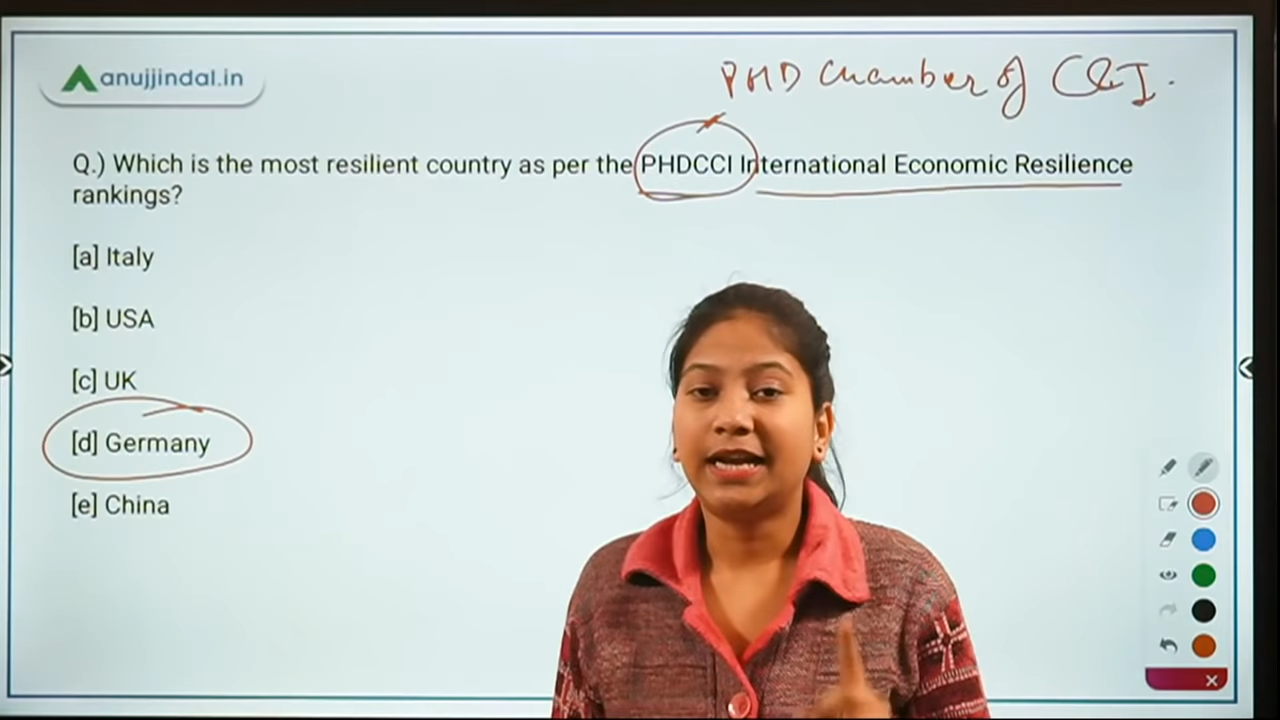 anujjindal.in
PHD Chamber of C&I.
Q.) Which is the most resilient country as per the PHDCCI International Economic Resilience
rankings?
[a] Italy
[b] USA
[c] UK
[d] Germany
[e] China